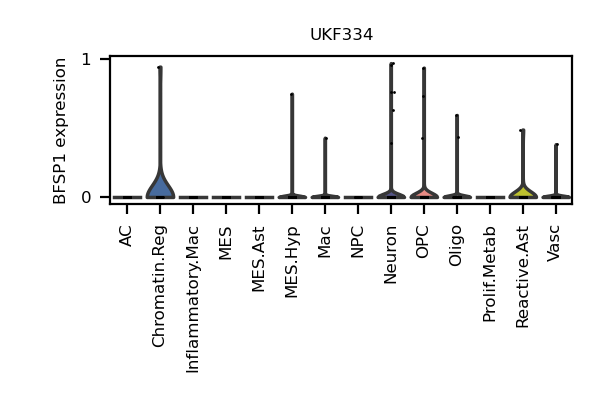 UKF334
BFSP1 expression
1
0
AC
Chromatin.Reg
Inflammatory.Mac
MES
MES.Ast
MES.Hyp
Mac
NPC
Neuron
OPC
Oligo
Prolif.Metab
Reactive.Ast
Vasc